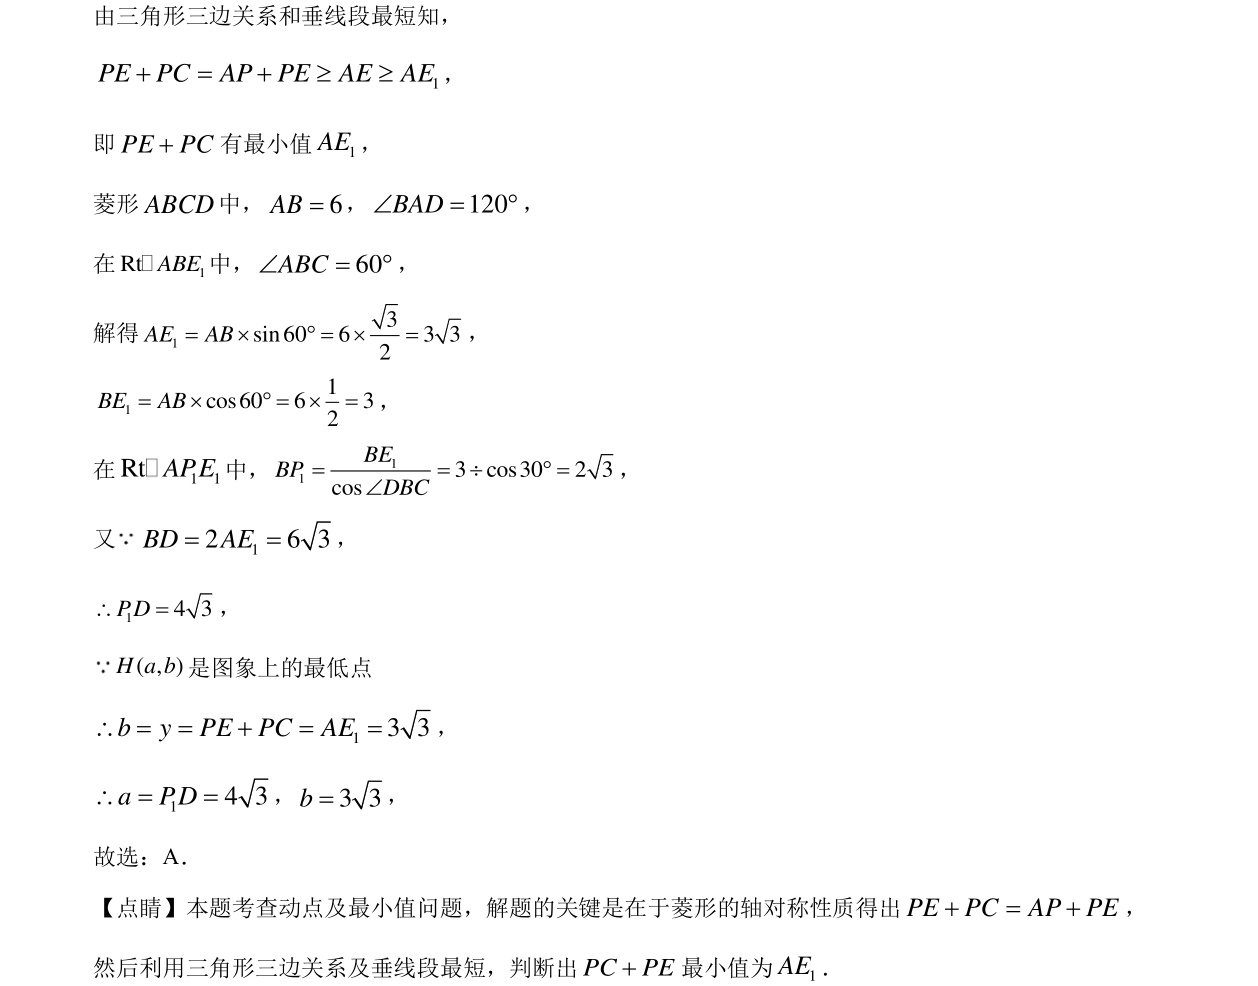 由三角形三边关系和垂线段最短知，
PE + PC = AP + PE ≥ AE ≥ AE₁，
即 PE + PC 有最小值 AE₁，
菱形 ABCD 中， AB = 6， ∠BAD = 120°，
在 Rt□ ABE₁ 中， ∠ABC = 60°，
解得 AE₁ = AB × sin 60° = 6 × √3/2 = 3√3 ，
BE₁ = AB × cos 60° = 6 × 1/2 = 3 ，
在 Rt□ AP₁E₁ 中， BP₁ = BE₁/cos ∠DBC = 3 ÷ cos 30° = 2√3 ，
又∵ BD = 2AE₁ = 6√3 ，
∴ P₁D = 4√3 ，
∵ H(a,b) 是图象上的最低点
∴ b = y = PE + PC = AE₁ = 3√3 ，
∴ a = P₁D = 4√3 ， b = 3√3 ，
故选：A．
【点睛】本题考查动点及最小值问题，解题的关键是在于菱形的轴对称性质得出 PE + PC = AP + PE ，
然后利用三角形三边关系及垂线段最短，判断出 PC + PE 最小值为 AE₁ ．